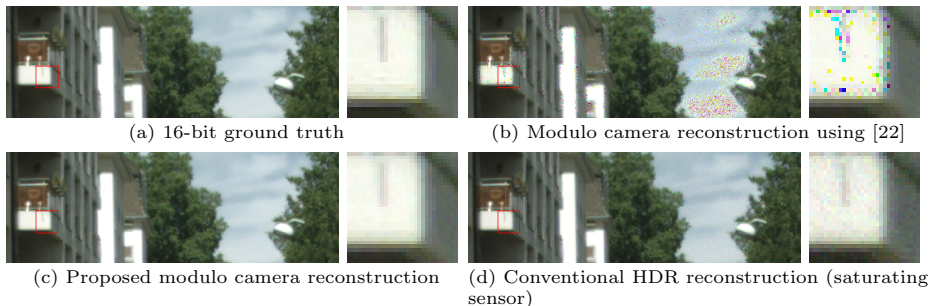 (a) 16-bit ground truth
(b) Modulo camera reconstruction using [22]
(c) Proposed modulo camera reconstruction
(d) Conventional HDR reconstruction (saturating
sensor)